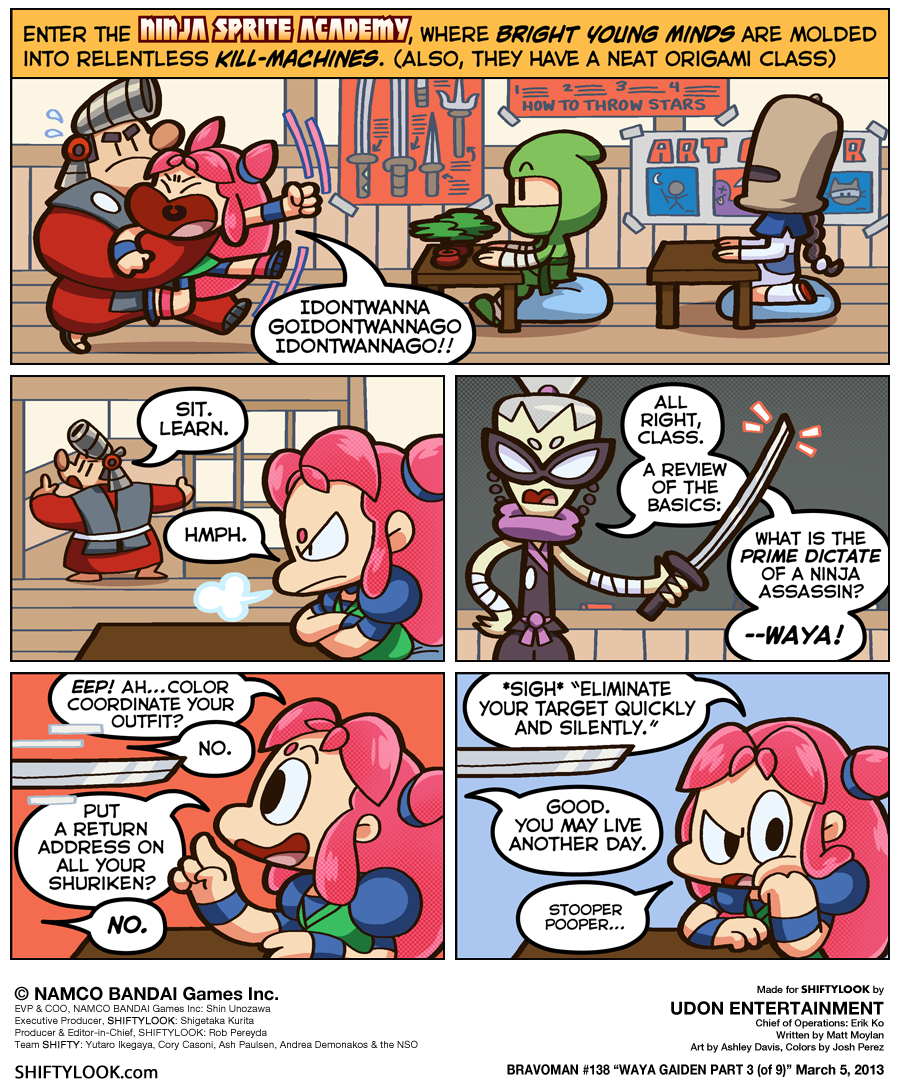 ENTER THE NINJA SPRITE ACADEMY, WHERE BRIGHT YOUNG MINDS ARE MOLDED
INTO RELENTLESS KILL-MACHINES. (ALSO, THEY HAVE A NEAT ORIGAMI CLASS)
1 2 3 4
HOW TO THROW STARS
ART
R
IDONTWANNA
GOIDONTWANNAGO
IDONTWANNAGO!!
SIT.
LEARN.
HMPH.
ALL
RIGHT,
CLASS.
A REVIEW
OF THE
BASICS:
WHAT IS THE
PRIME DICTATE
OF A NINJA
ASSASSIN?
--WAYA!
EEP! AH...COLOR
COORDINATE YOUR
OUTFIT?
NO.
PUT
A RETURN
ADDRESS ON
ALL YOUR
SHURIKEN?
NO.
*SIGH* "ELIMINATE
YOUR TARGET QUICKLY
AND SILENTLY."
GOOD.
YOU MAY LIVE
ANOTHER DAY.
STOOPER
POOPER...
© NAMCO BANDAI Games Inc.
EVP & COO, NAMCO BANDAI Games Inc: Shin Unozawa
Executive Producer, SHIFTYLOOK: Shigetaka Kurita
Producer & Editor-in-Chief, SHIFTYLOOK: Rob Pereyda
Team SHIFTY: Yutaro Ikegaya, Cory Casoni, Ash Paulsen, Andrea Demonakos & the NSO
SHIFTYLOOK.com
Made for SHIFTYLOOK by
UDON ENTERTAINMENT
Chief of Operations: Erik Ko
Written by Matt Moylan
Art by Ashley Davis, Colors by Josh Perez
BRAVOMAN #138 "WAYA GAIDEN PART 3 (of 9)" March 5, 2013